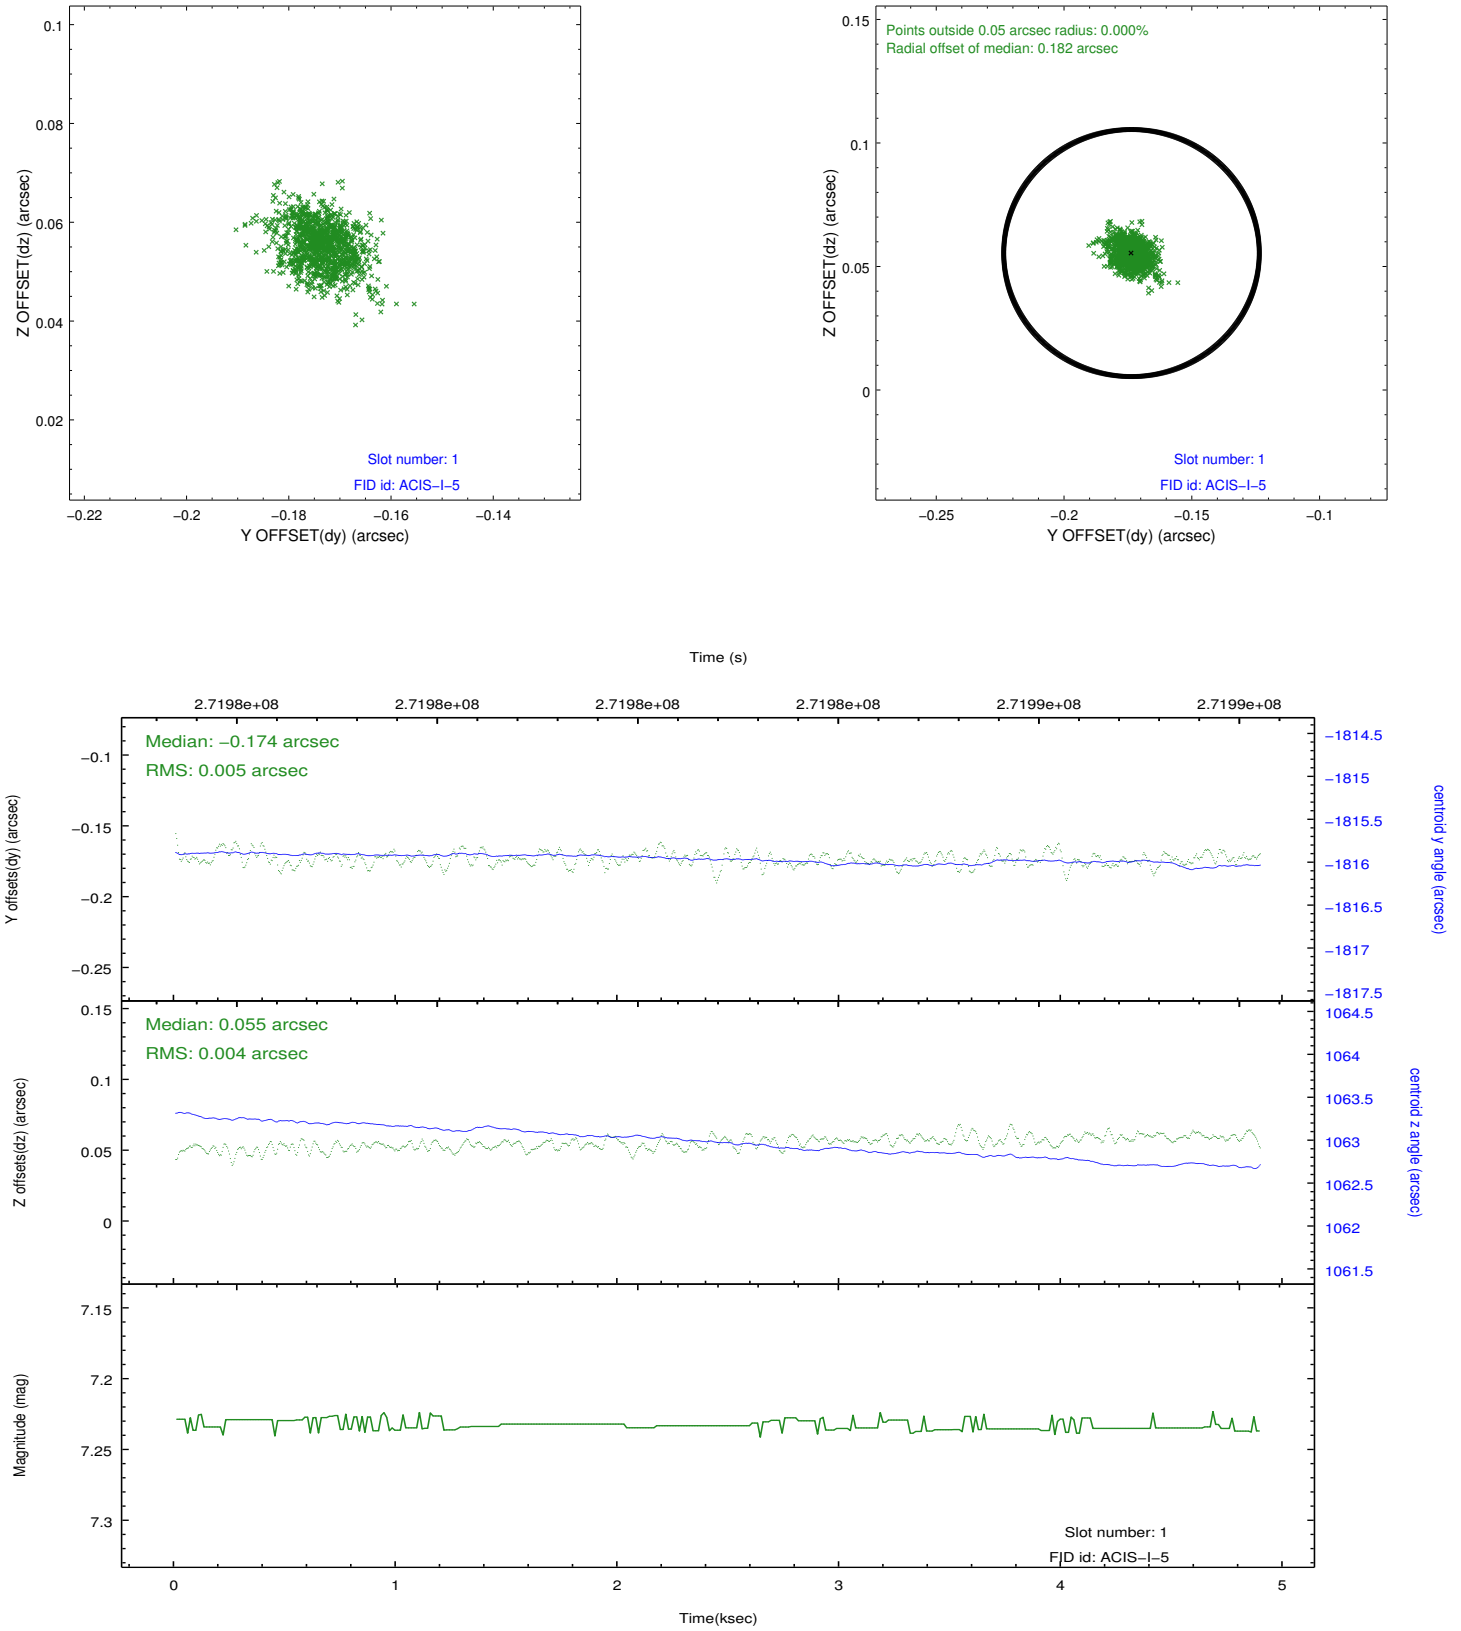 0.1
0.08
0.06
0.04
0.02
Z OFFSET(dz) (arcsec)
Slot number: 1
FID id: ACIS−I−5
−0.22 −0.2 −0.18 −0.16 −0.14
Y OFFSET(dy) (arcsec)
0.15
0.1
0.05
0
Z OFFSET(dz) (arcsec)
Points outside 0.05 arcsec radius: 0.000%
Radial offset of median: 0.182 arcsec
Slot number: 1
FID id: ACIS−I−5
−0.25 −0.2 −0.15 −0.1
Y OFFSET(dy) (arcsec)
Time (s)
2.7198e+08 2.7198e+08 2.7198e+08 2.7198e+08 2.7199e+08 2.7199e+08
Median: −0.174 arcsec
RMS: 0.005 arcsec
−0.1
−0.15
−0.2
−0.25
Y offsets(dy) (arcsec)
−1814.5
−1815
−1815.5
−1816
−1816.5
−1817
−1817.5
centroid y angle (arcsec)
Median: 0.055 arcsec
RMS: 0.004 arcsec
0.15
0.1
0.05
0
Z offsets(dz) (arcsec)
1064.5
1064
1063.5
1063
1062.5
1062
1061.5
centroid z angle (arcsec)
7.15
7.2
7.25
7.3
Magnitude (mag)
Slot number: 1
FID id: ACIS−I−5
0 1 2 3 4 5
Time(ksec)